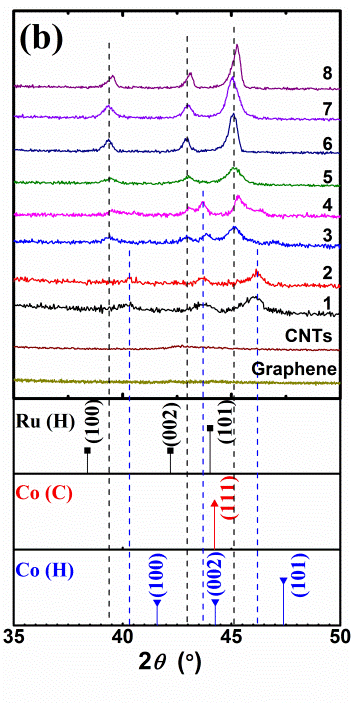 (b)
8
7
6
5
4
3
2
1
CNTs
Graphene
Ru (H)
(100)
(002)
(101)
Co (C)
(111)
Co (H)
(100)
(002)
(101)
35 40 45 50
2θ (°)